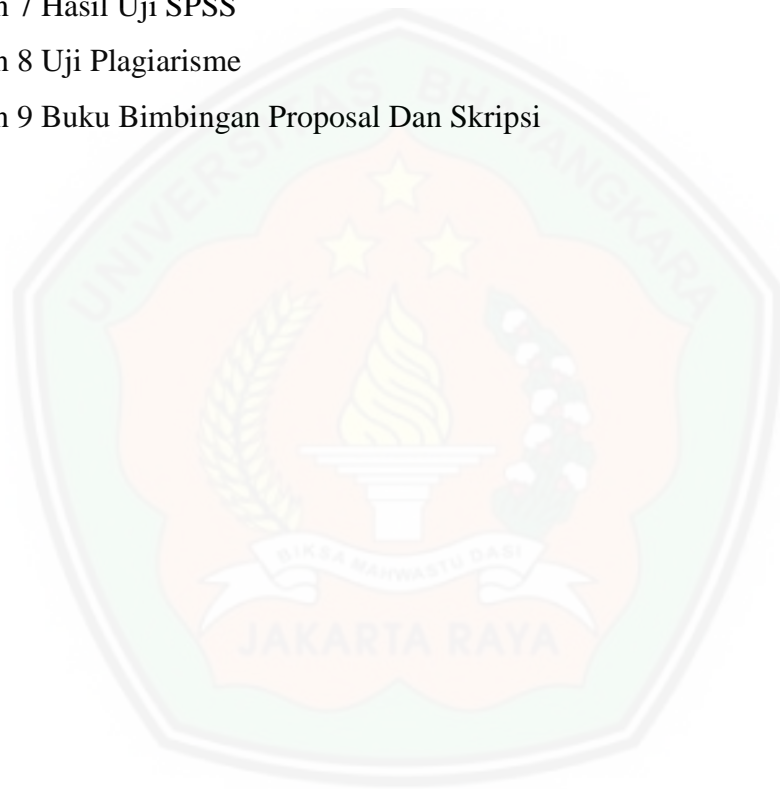 n 7 Hasil Uji SPSS
n 8 Uji Plagiarisme
n 9 Buku Bimbingan Proposal Dan Skripsi
UNIVERSITAS BHAYANGKARA
BIKSA MAHWASTU DASI
JAKARTA RAYA